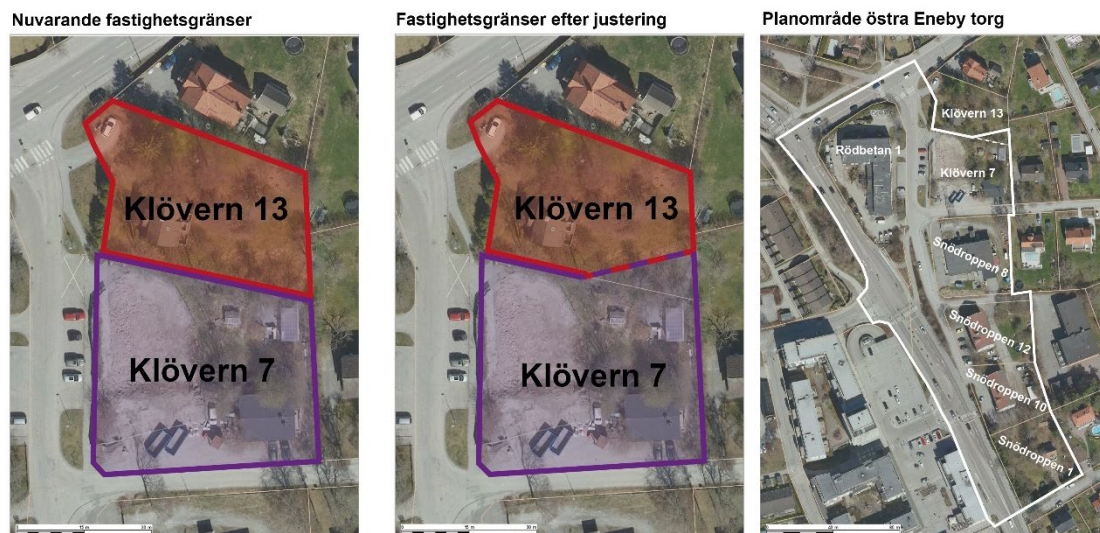 Nuvarande fastighetsgränser
Fastighetsgränser efter justering
Planområde östra Eneby torg
Klövern 13
Klövern 7
Klövern 13
Klövern 7
Klövern 13
Rödbetan 1
Klövern 7
Snödroppen 8
Snödroppen 12
Snödroppen 10
Snödroppen 1